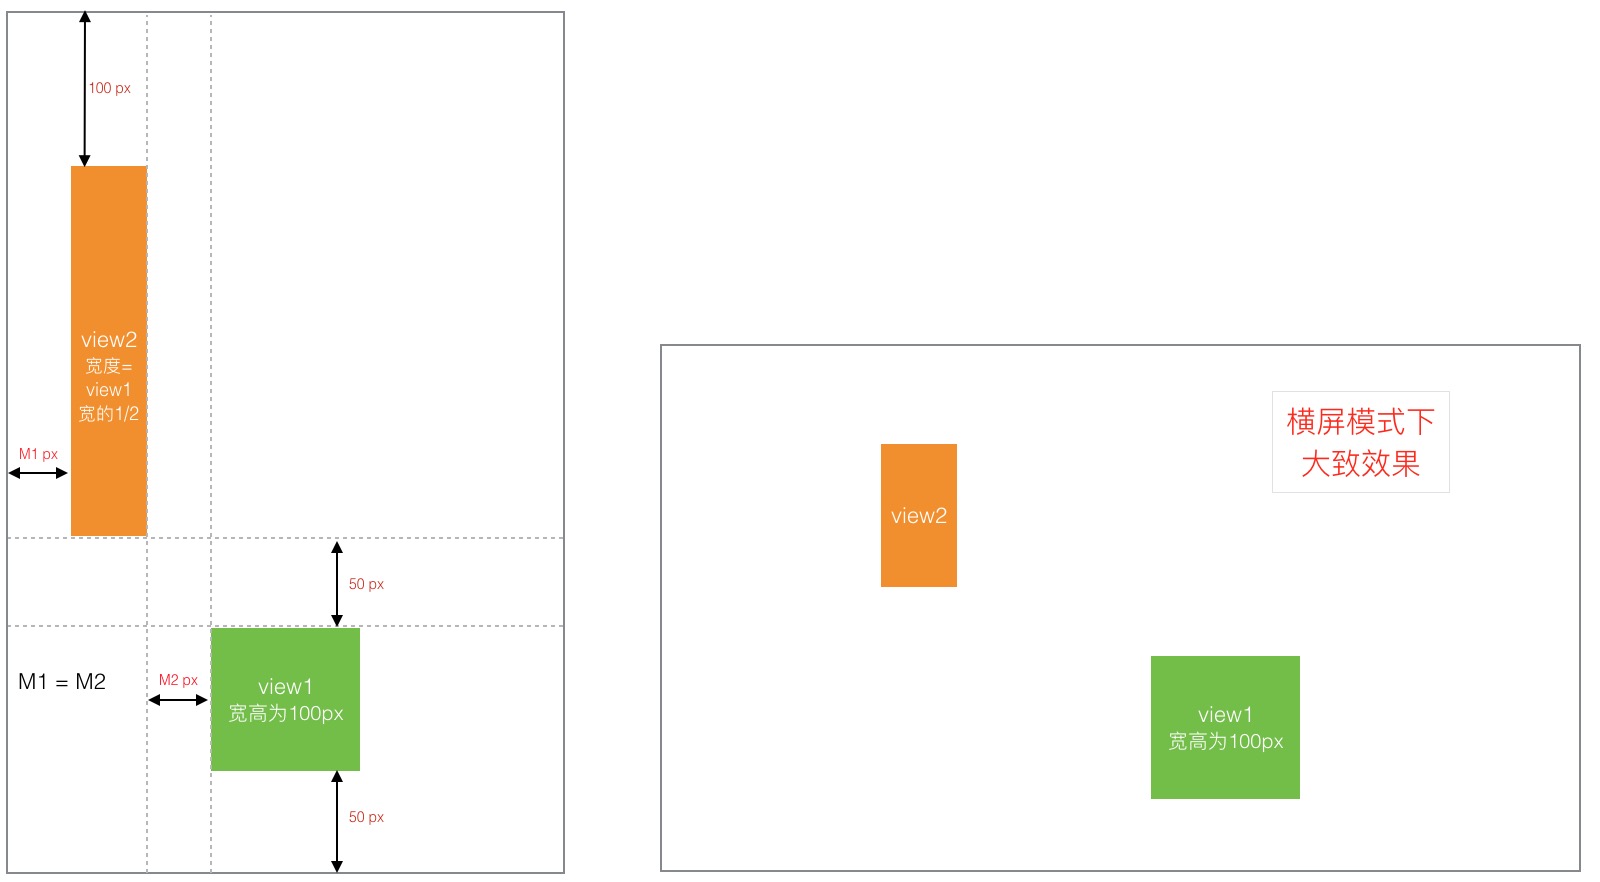 100 px
view2
宽度=
view1
宽的1/2
M1 px
50 px
M1 = M2
M2 px
view1
宽高为100px
50 px
横屏模式下
大致效果
view2
view1
宽高为100px